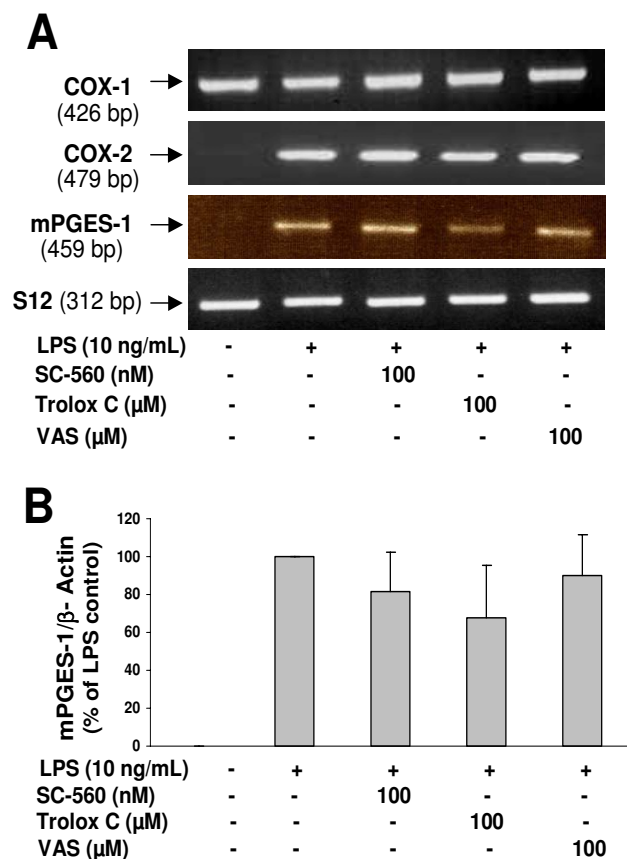 A
COX-1
(426 bp)
COX-2
(479 bp)
mPGES-1
(459 bp)
S12 (312 bp)
LPS (10 ng/mL) - + + + +
SC-560 (nM) - - 100 - -
Trolox C (µM) - - - 100 -
VAS (µM) - - - - 100
B
mPGES-1/β- Actin
(% of LPS control)
120
100
80
60
40
20
0
LPS (10 ng/mL) - + + + +
SC-560 (nM) - - 100 - -
Trolox C (µM) - - - 100 -
VAS (µM) - - - - 100